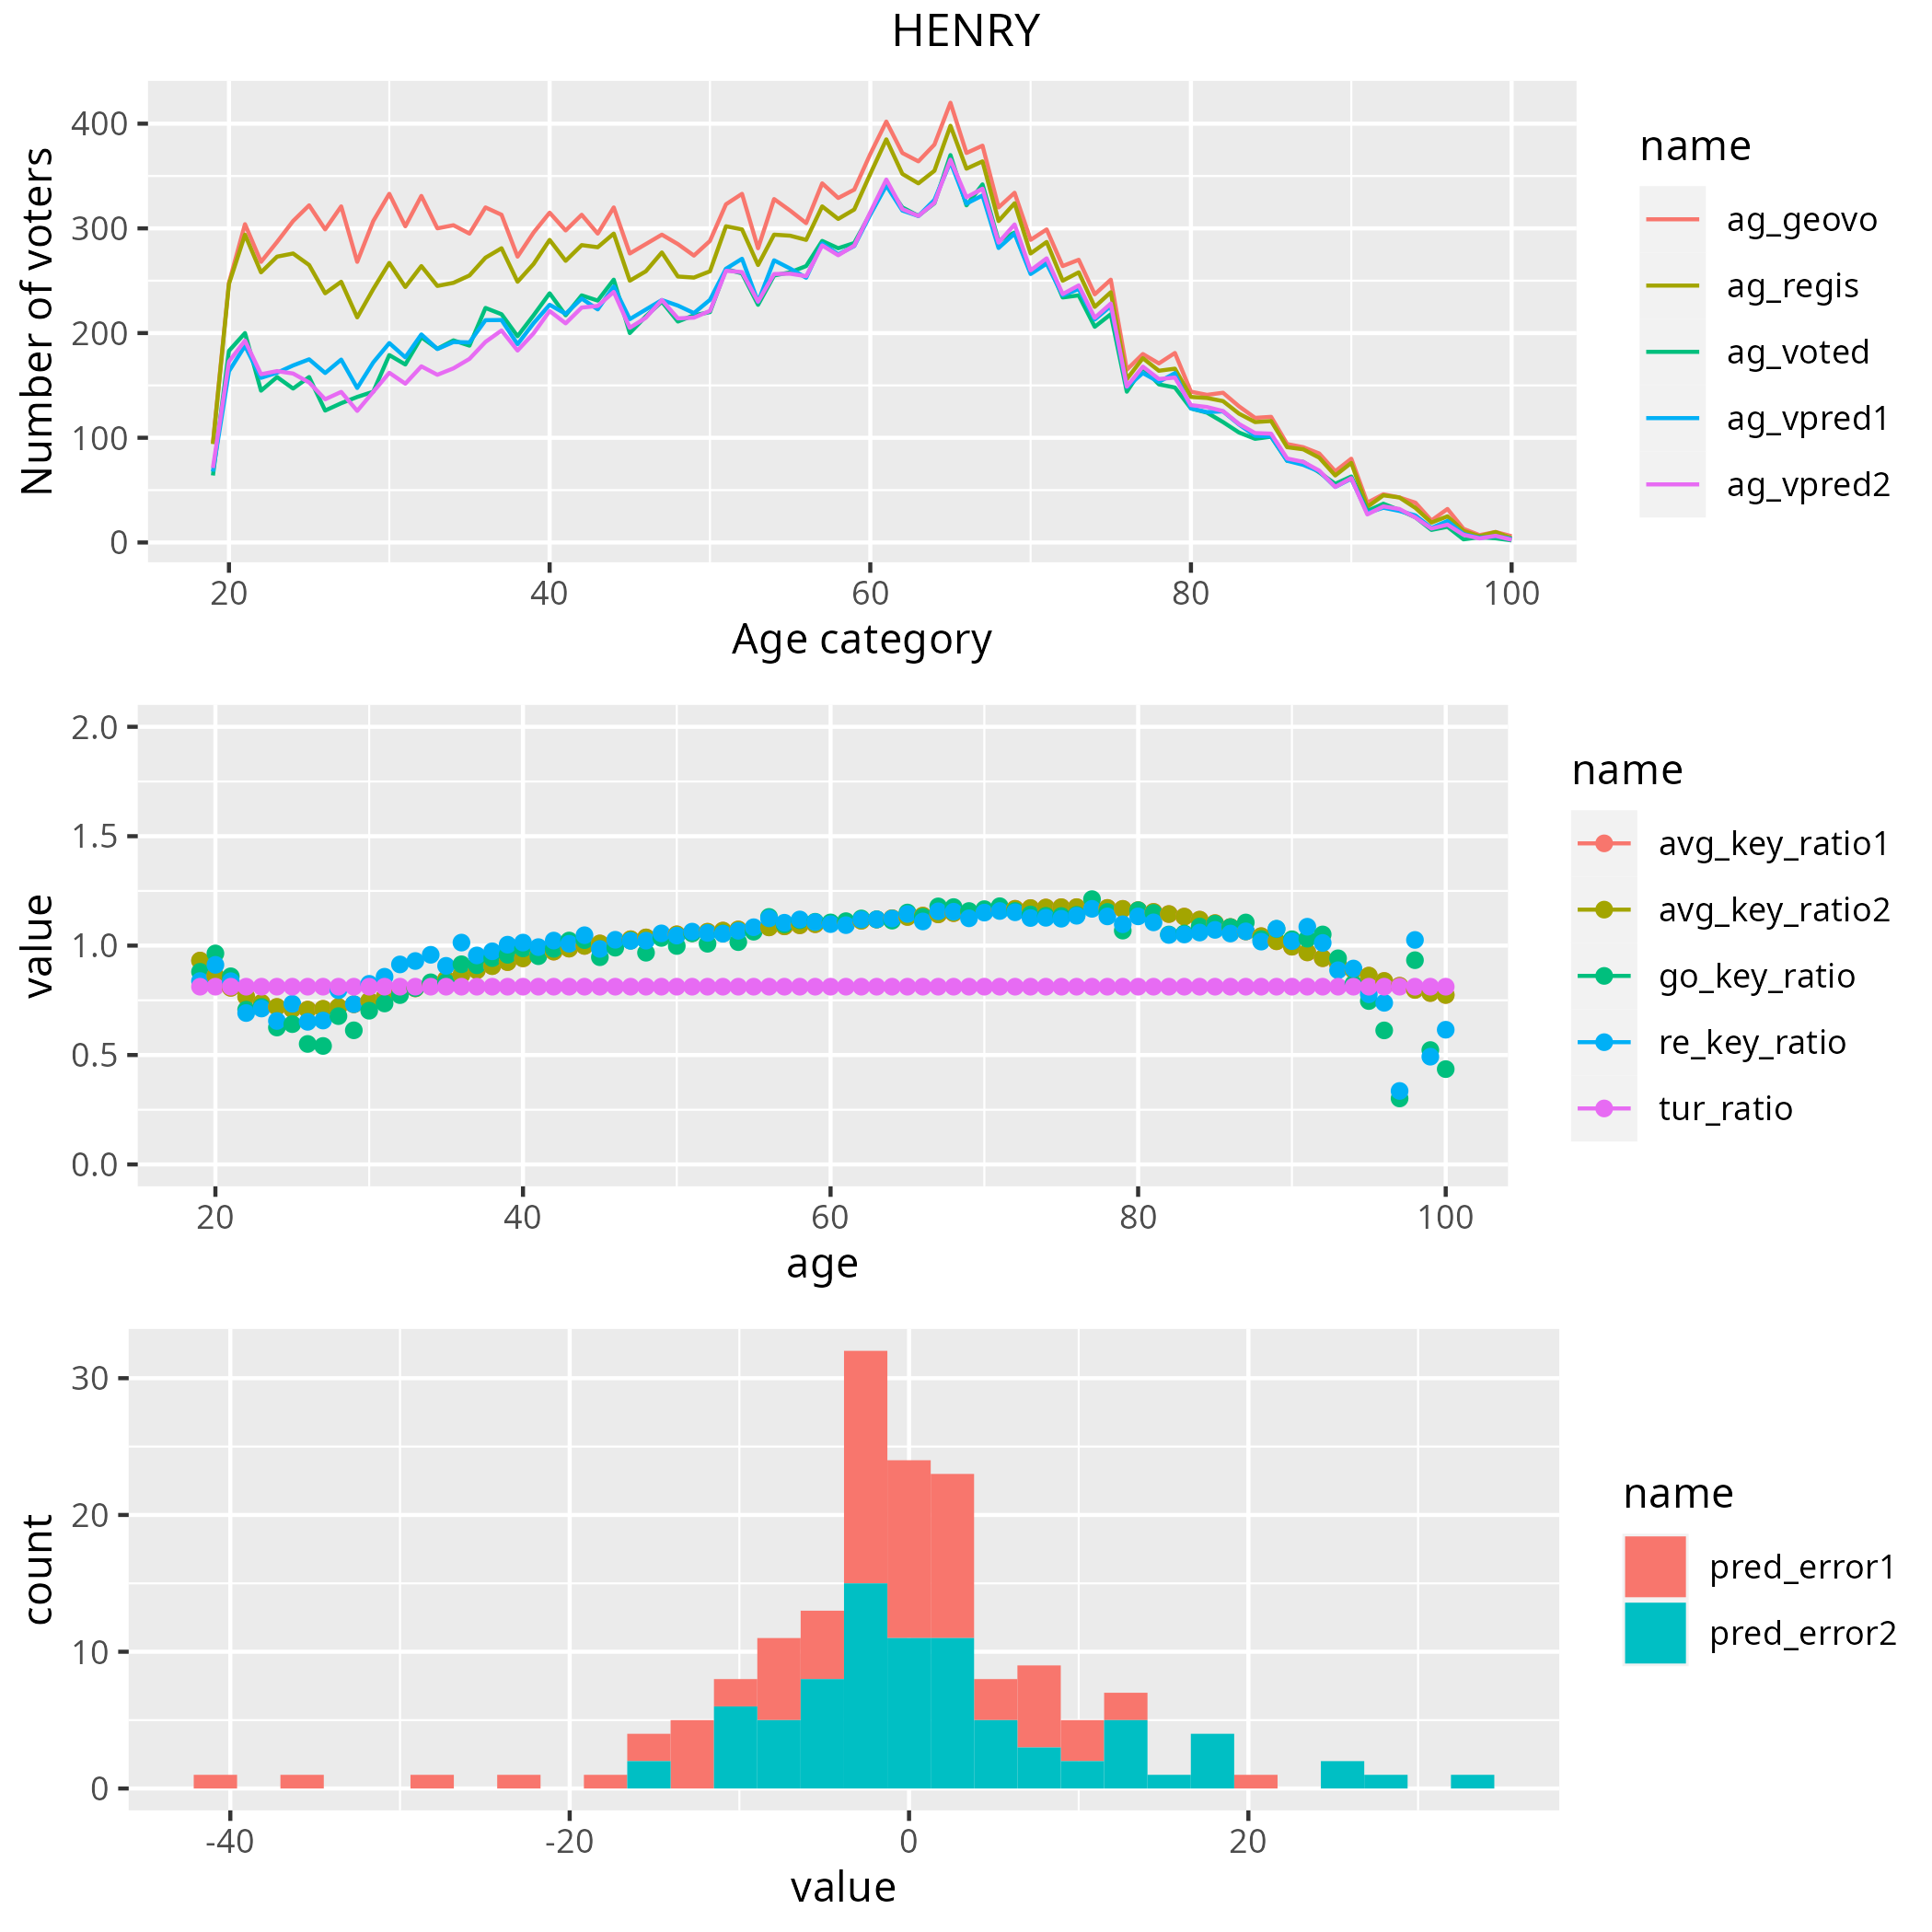 HENRY
400
300
200
100
0
Number of voters
20 40 60 80 100
Age category
name
ag_geovo
ag_regis
ag_voted
ag_vpred1
ag_vpred2
2.0
1.5
1.0
0.5
0.0
value
20 40 60 80 100
age
name
avg_key_ratio1
avg_key_ratio2
go_key_ratio
re_key_ratio
tur_ratio
30
20
10
0
count
-40 -20 0 20
value
name
pred_error1
pred_error2